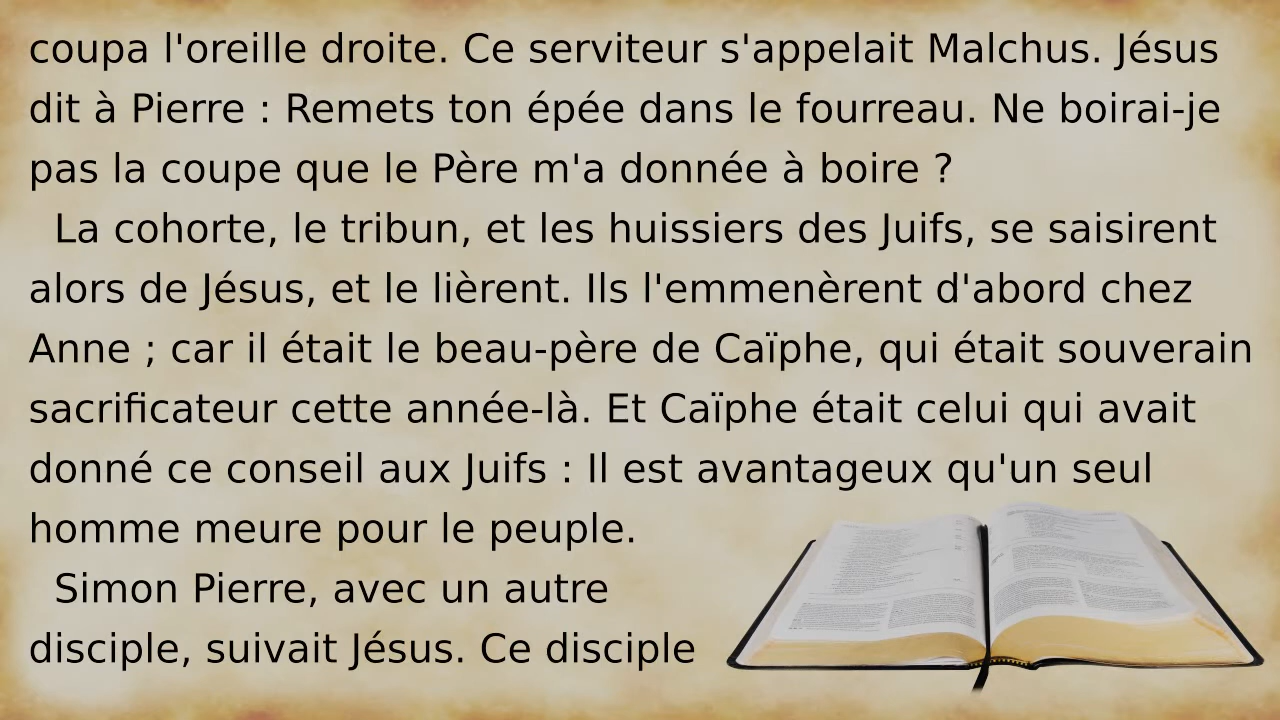 coupa l'oreille droite. Ce serviteur s'appelait Malchus. Jésus
dit à Pierre : Remets ton épée dans le fourreau. Ne boirai-je
pas la coupe que le Père m'a donnée à boire ?
La cohorte, le tribun, et les huissiers des Juifs, se saisirent
alors de Jésus, et le lièrent. Ils l'emmenèrent d'abord chez
Anne ; car il était le beau-père de Caïphe, qui était souverain
sacrificateur cette année-là. Et Caïphe était celui qui avait
donné ce conseil aux Juifs : Il est avantageux qu'un seul
homme meure pour le peuple.
Simon Pierre, avec un autre
disciple, suivait Jésus. Ce disciple